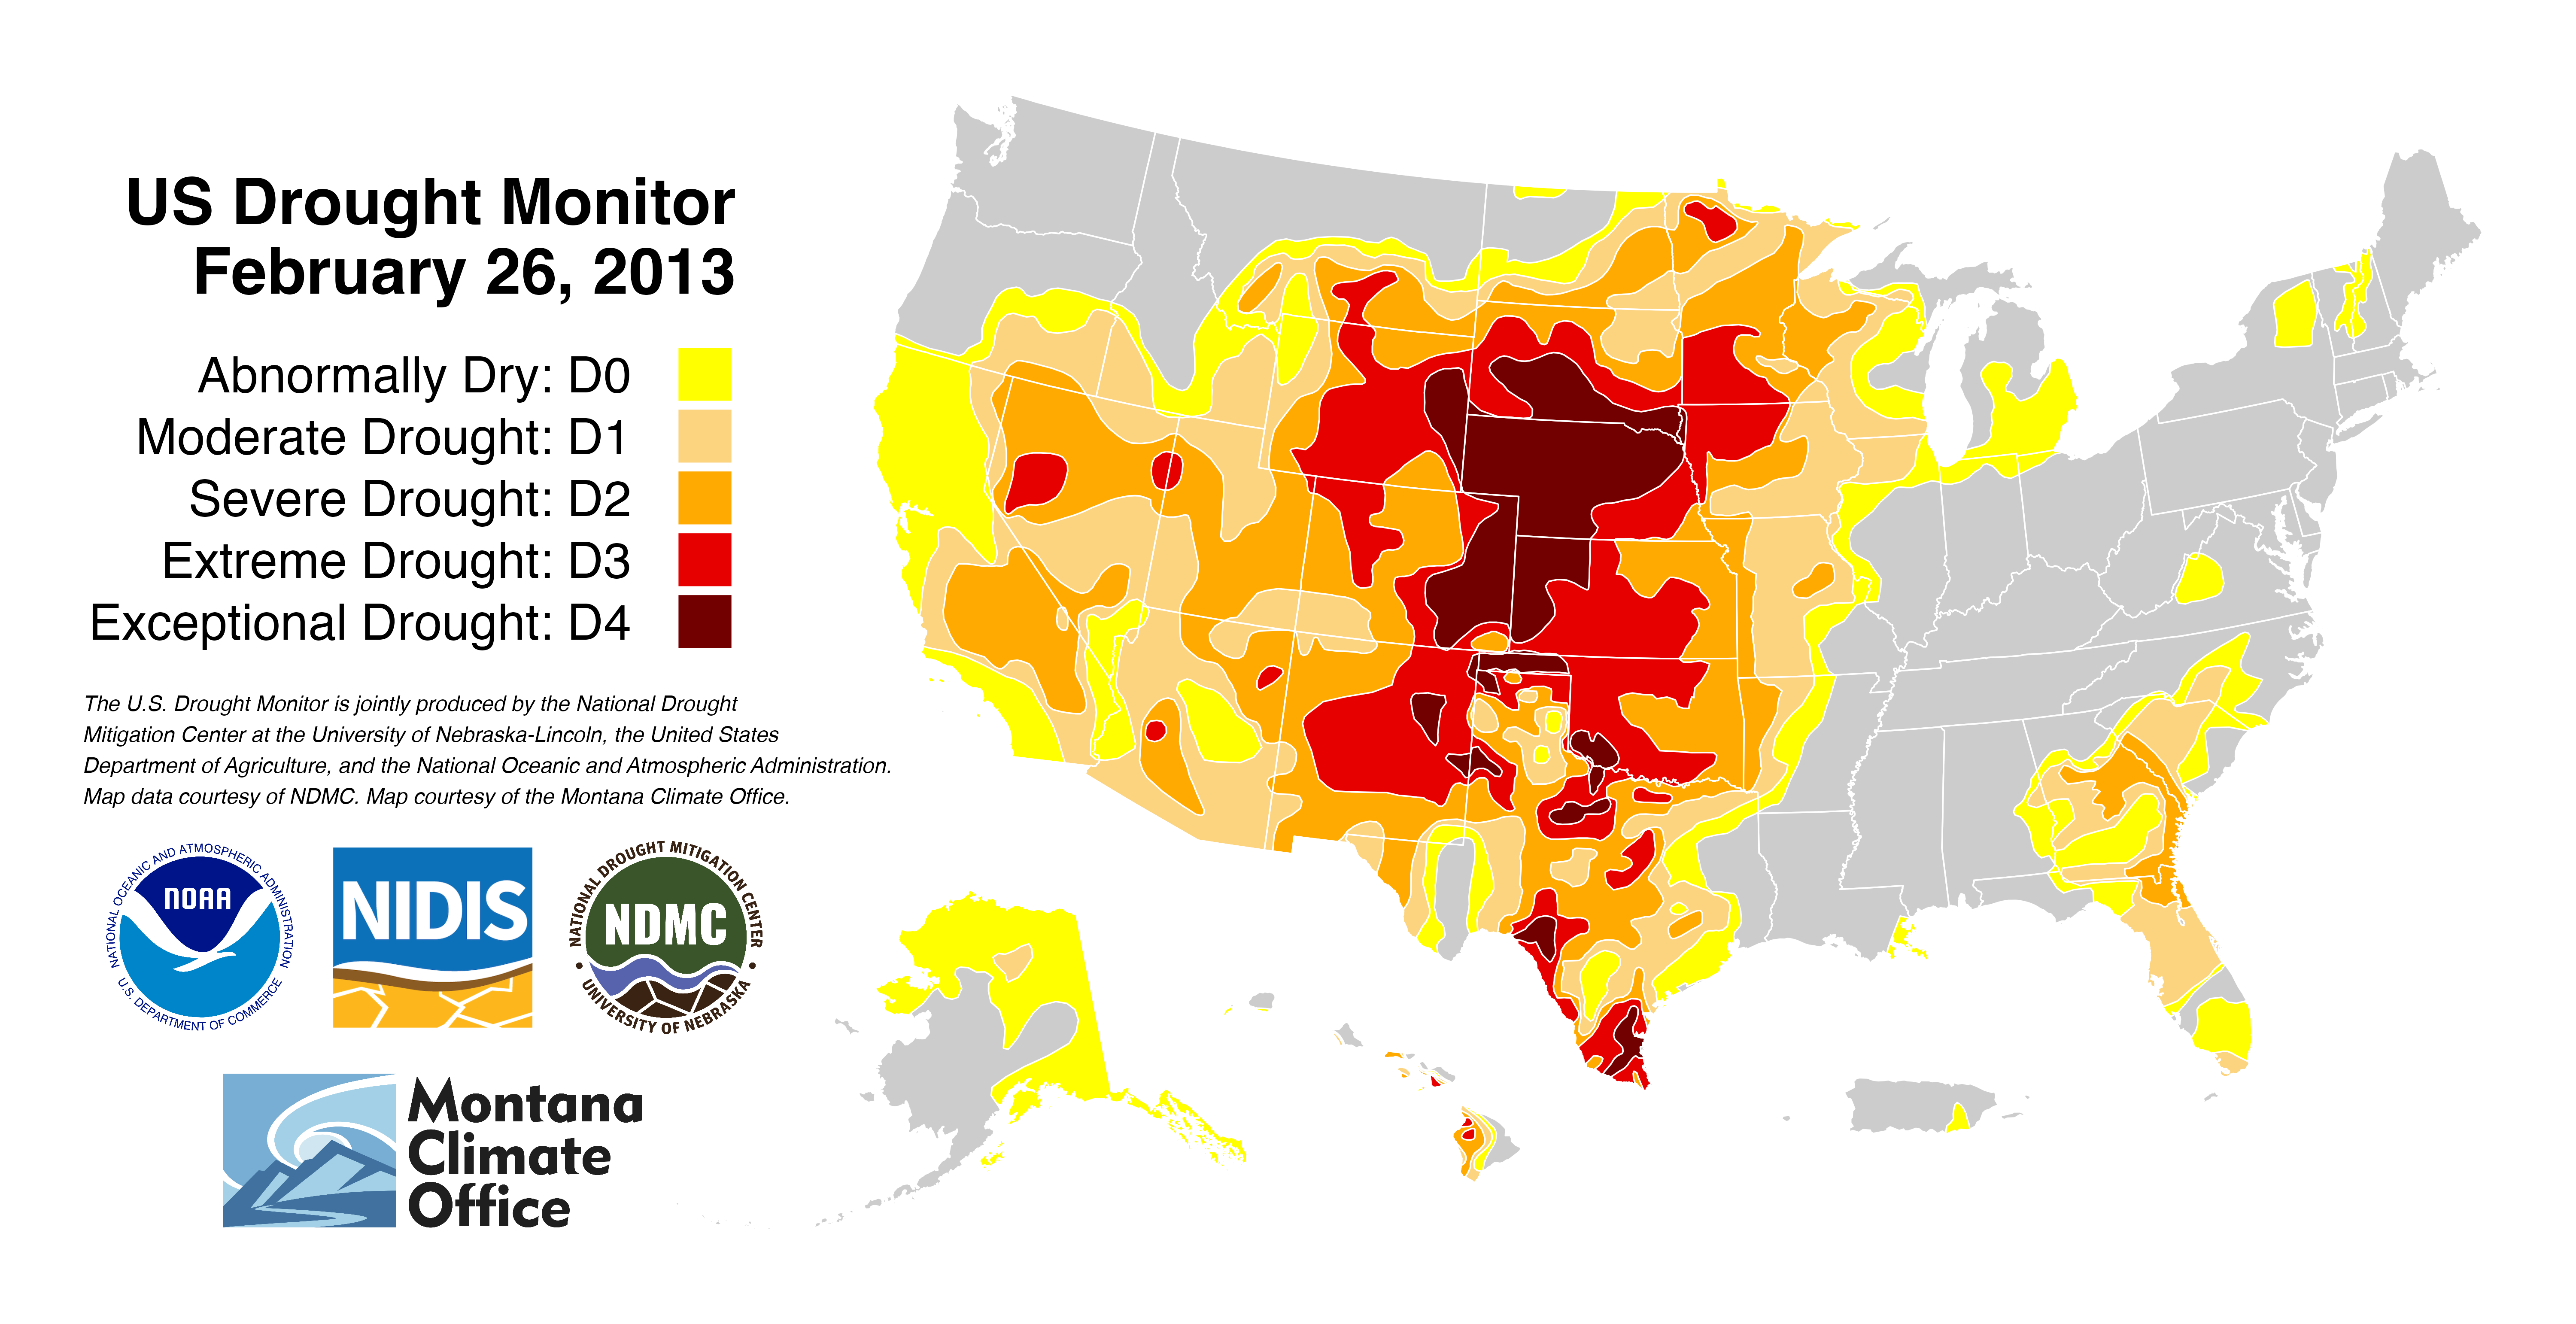 US Drought Monitor
February 26, 2013
Abnormally Dry: D0
Moderate Drought: D1
Severe Drought: D2
Extreme Drought: D3
Exceptional Drought: D4
The U.S. Drought Monitor is jointly produced by the National Drought
Mitigation Center at the University of Nebraska-Lincoln, the United States
Department of Agriculture, and the National Oceanic and Atmospheric Administration.
Map data courtesy of NDMC. Map courtesy of the Montana Climate Office.
NATIONAL OCEANIC AND ATMOSPHERIC ADMINISTRATION
NOAA
U.S. DEPARTMENT OF COMMERCE
NIDIS
NATIONAL DROUGHT MITIGATION CENTER
NDMC
• UNIVERSITY OF NEBRASKA •
Montana
Climate
Office